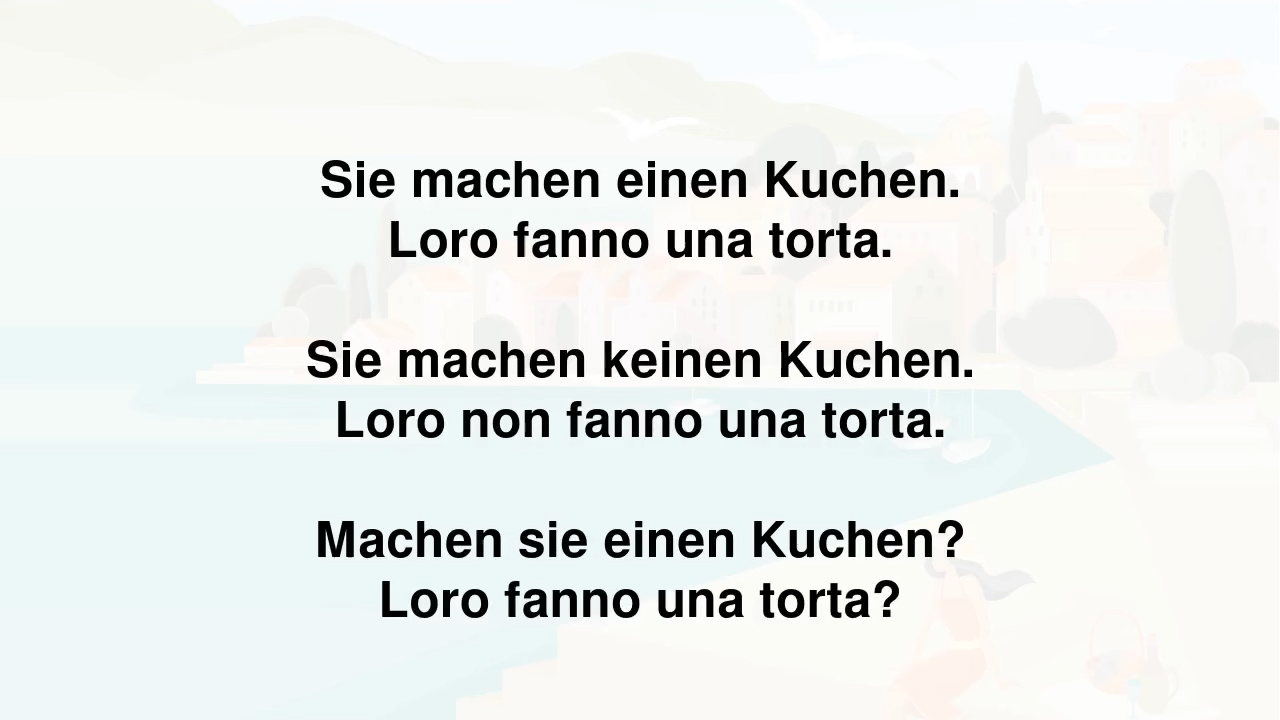 Sie machen einen Kuchen.
Loro fanno una torta.
Sie machen keinen Kuchen.
Loro non fanno una torta.
Machen sie einen Kuchen?
Loro fanno una torta?